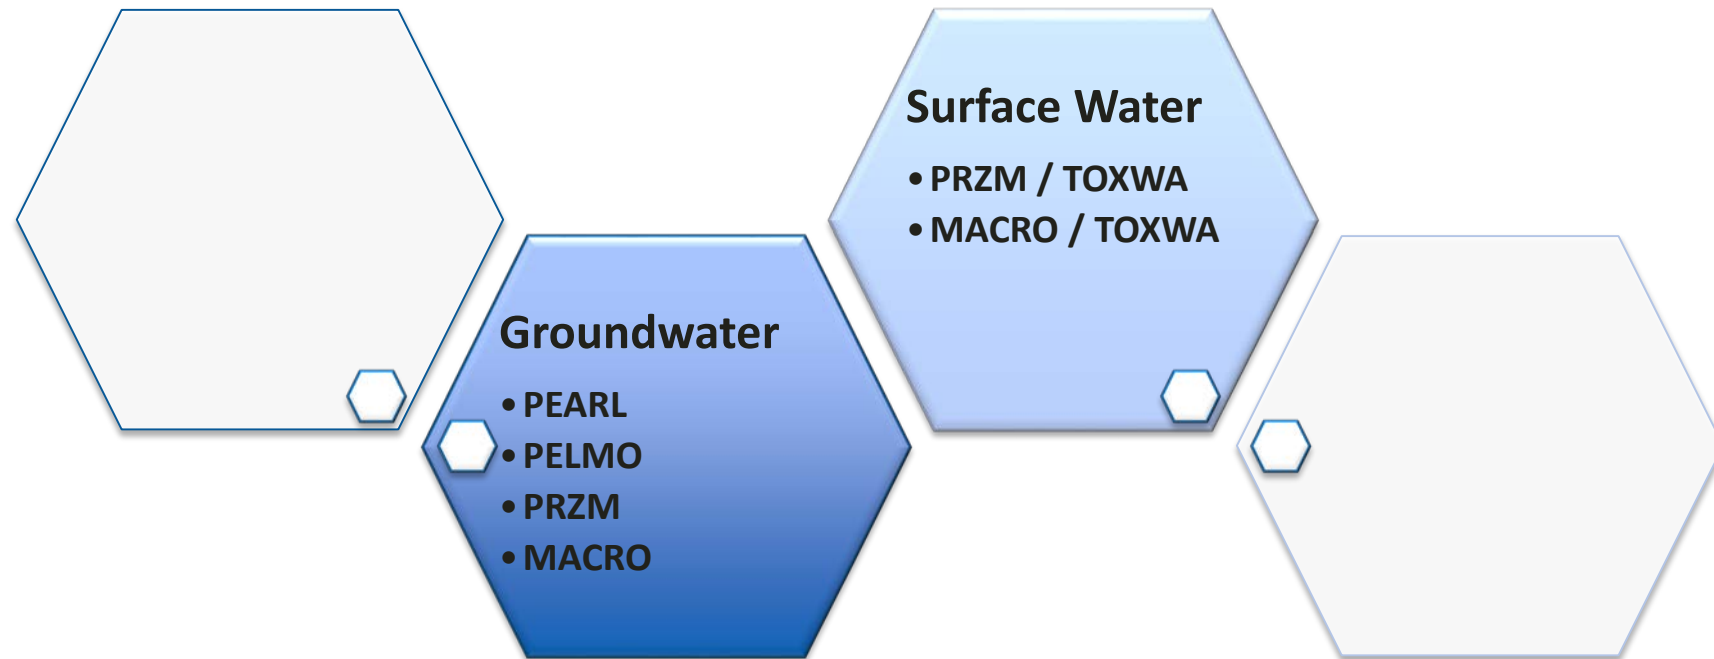 Surface Water
• PRZM / TOXWA
• MACRO / TOXWA
Groundwater
• PEARL
• PELMO
• PRZM
• MACRO